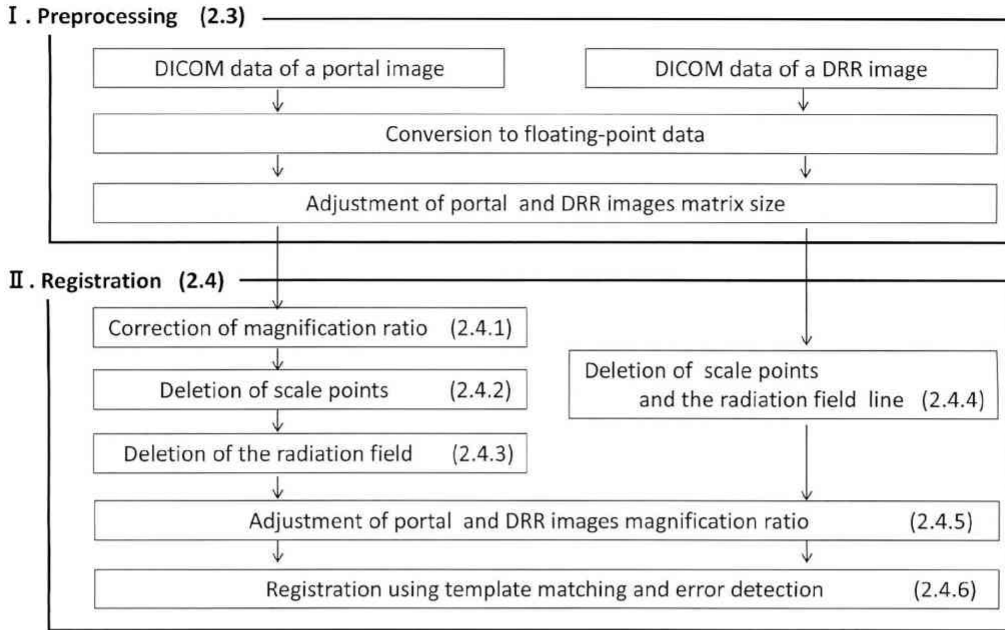 Ⅰ. Preprocessing (2.3)
DICOM data of a portal image
DICOM data of a DRR image
Conversion to floating-point data
Adjustment of portal and DRR images matrix size
Ⅱ. Registration (2.4)
Correction of magnification ratio (2.4.1)
Deletion of scale points (2.4.2)
Deletion of the radiation field (2.4.3)
Deletion of scale points
and the radiation field line (2.4.4)
Adjustment of portal and DRR images magnification ratio (2.4.5)
Registration using template matching and error detection (2.4.6)